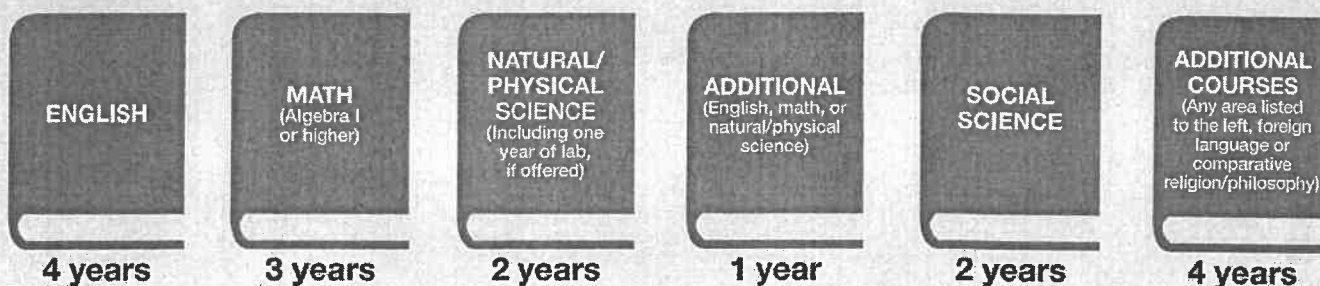 ENGLISH
4 years
MATH
(Algebra I
or higher)
3 years
NATURAL/
PHYSICAL
SCIENCE
(Including one
year of lab,
if offered)
2 years
ADDITIONAL
(English, math, or
natural/physical
science)
1 year
SOCIAL
SCIENCE
2 years
ADDITIONAL
COURSES
(Any area listed
to the left, foreign
language or
comparative
religion/philosophy)
4 years